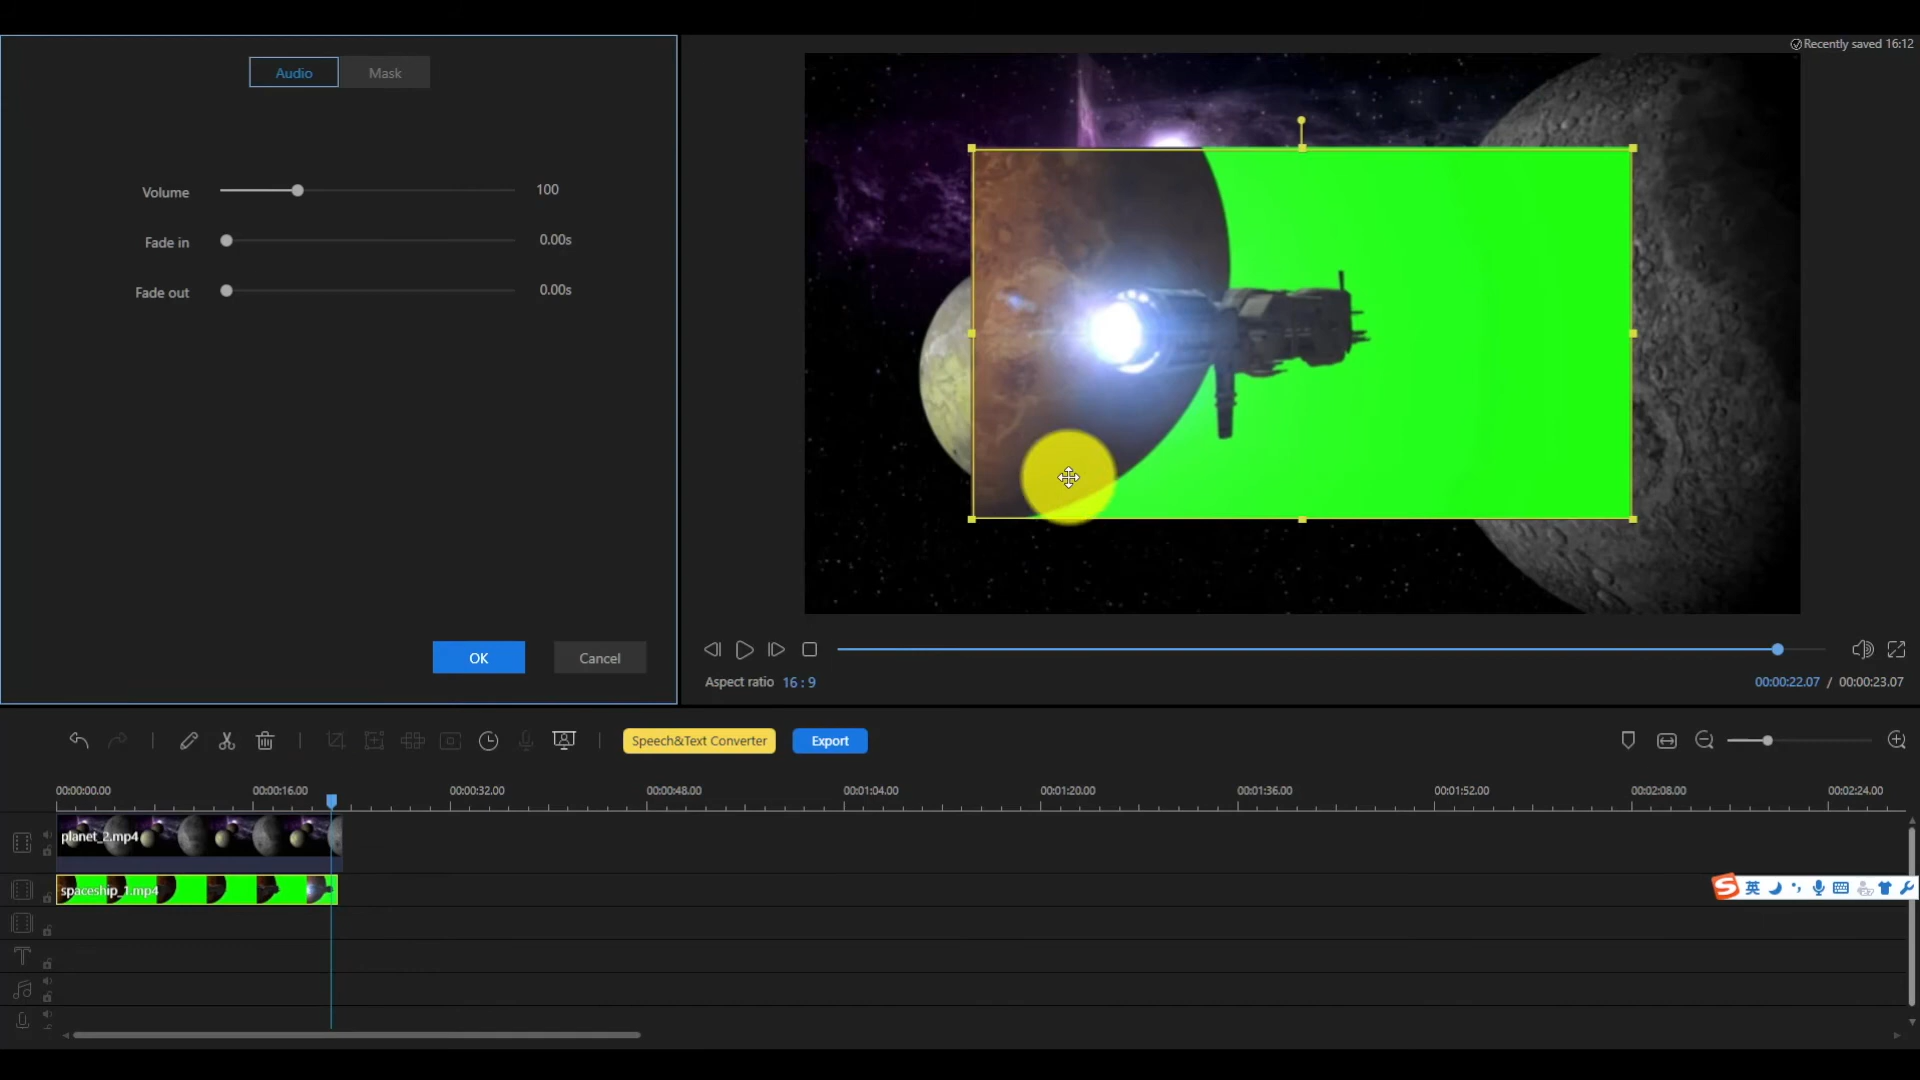 Recently saved 16:12
Audio
Mask
Volume
100
Fade in
0.00s
Fade out
0.00s
OK
Cancel
Aspect ratio 16 : 9
00:00:22.07 / 00:00:23.07
Speech&Text Converter
Export
00:00:00.00
00:00:16.00
00:00:32.00
00:00:48.00
00:01:04.00
00:01:20.00
00:01:36.00
00:01:52.00
00:02:08.00
00:02:24.00
planet_2.mp4
spaceship_1.mp4
S 英